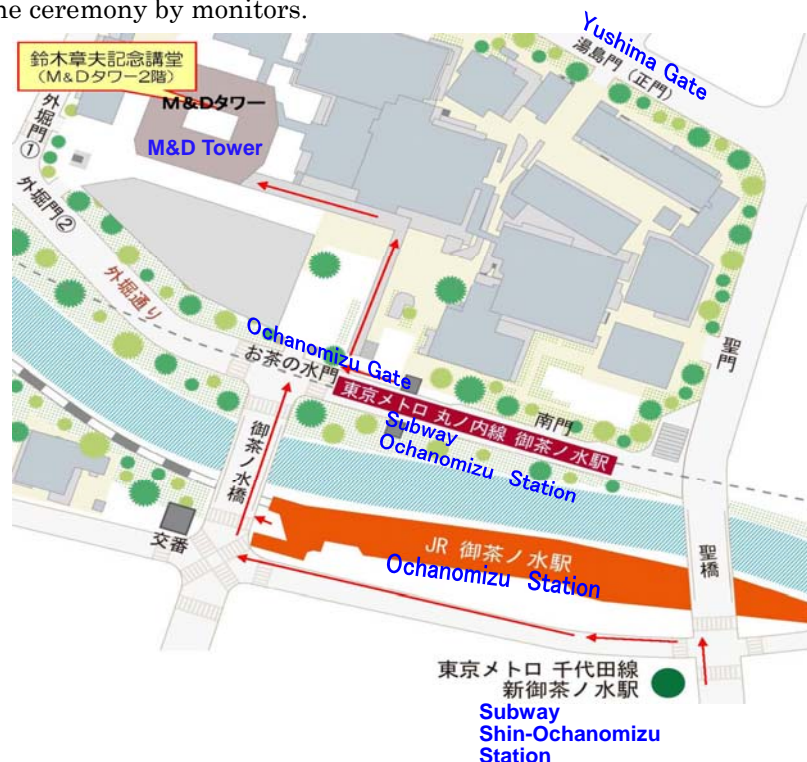 ne ceremony by monitors.
鈴木章夫記念講堂
（M&Dタワー2階）
M&Dタワー
M&D Tower
Yushima Gate
湯島門（正門）
外堀門①
外堀門②
外堀通り
Ochanomizu Gate
お茶の水門
東京メトロ 丸ノ内線 御茶ノ水駅
Subway
Ochanomizu Station
南門
聖門
御茶ノ水橋
交番
JR 御茶ノ水駅
Ochanomizu Station
聖橋
東京メトロ 千代田線
新御茶ノ水駅
Subway
Shin-Ochanomizu
Station